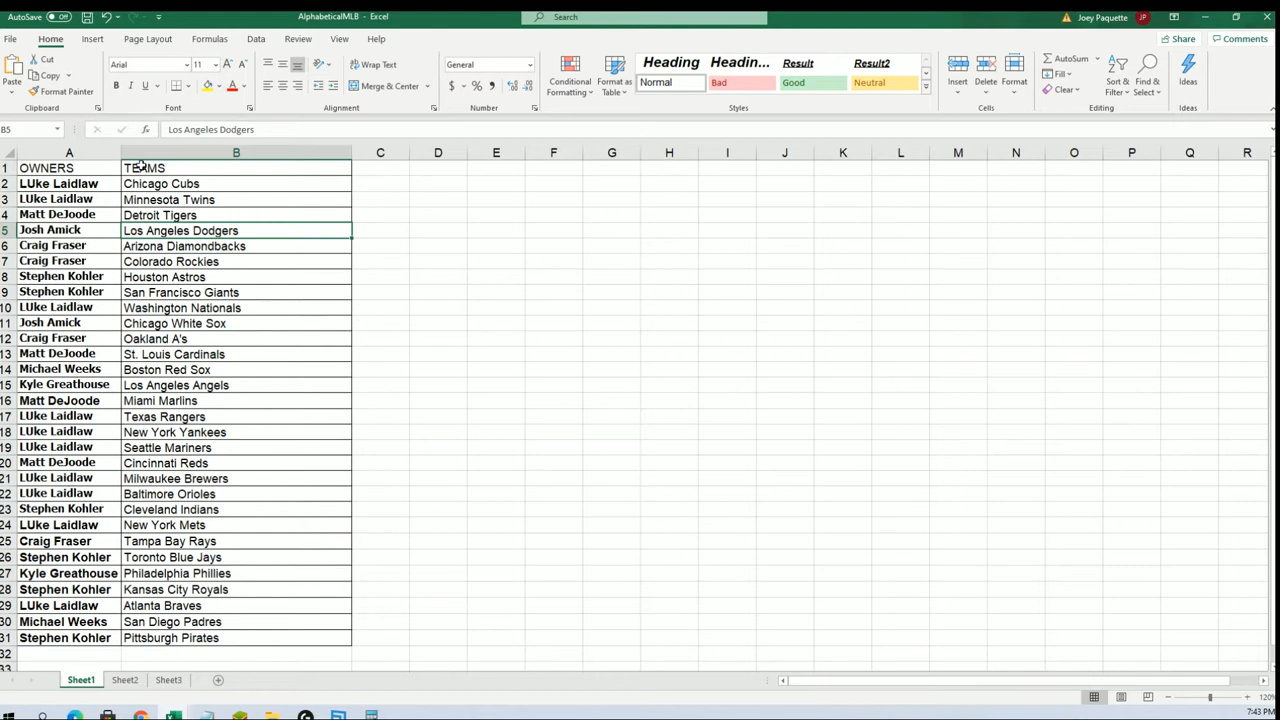 AutoSave Off AlphabeticalMLB - Excel Search Joey Paquette JP
File Home Insert Page Layout Formulas Data Review View Help Share Comments
Paste Cut Copy Format Painter Clipboard
Arial 11 A A B I U A Font
Wrap Text Merge & Center Alignment
General $ % Number
Conditional Formatting Format as Table
Heading Headin... Result Result2
Normal Bad Good Neutral Styles
Insert Delete Format Cells
AutoSum Fill Clear Sort & Filter Find & Select Editing
Ideas Ideas
B5 fx Los Angeles Dodgers
A B C D E F G H I J K L M N O P Q R
1 OWNERS TEAMS
2 LUke Laidlaw Chicago Cubs
3 LUke Laidlaw Minnesota Twins
4 Matt DeJoode Detroit Tigers
5 Josh Amick Los Angeles Dodgers
6 Craig Fraser Arizona Diamondbacks
7 Craig Fraser Colorado Rockies
8 Stephen Kohler Houston Astros
9 Stephen Kohler San Francisco Giants
10 LUke Laidlaw Washington Nationals
11 Josh Amick Chicago White Sox
12 Craig Fraser Oakland A's
13 Matt DeJoode St. Louis Cardinals
14 Michael Weeks Boston Red Sox
15 Kyle Greathouse Los Angeles Angels
16 Matt DeJoode Miami Marlins
17 LUke Laidlaw Texas Rangers
18 LUke Laidlaw New York Yankees
19 LUke Laidlaw Seattle Mariners
20 Matt DeJoode Cincinnati Reds
21 LUke Laidlaw Milwaukee Brewers
22 LUke Laidlaw Baltimore Orioles
23 Stephen Kohler Cleveland Indians
24 LUke Laidlaw New York Mets
25 Craig Fraser Tampa Bay Rays
26 Stephen Kohler Toronto Blue Jays
27 Kyle Greathouse Philadelphia Phillies
28 Stephen Kohler Kansas City Royals
29 LUke Laidlaw Atlanta Braves
30 Michael Weeks San Diego Padres
31 Stephen Kohler Pittsburgh Pirates
32
33
Sheet1 Sheet2 Sheet3
120%
7:43 PM